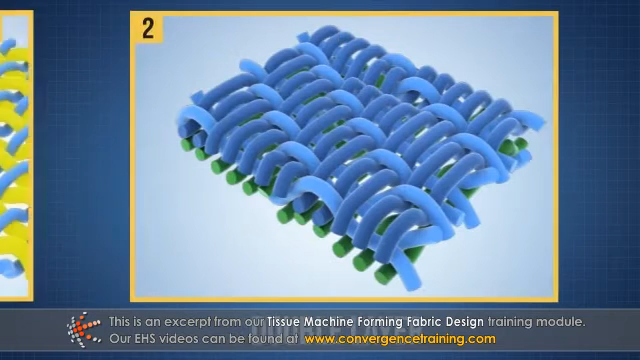 2
This is an excerpt from our Tissue Machine Forming Fabric Design training module.
Our EHS videos can be found at www.convergencetraining.com